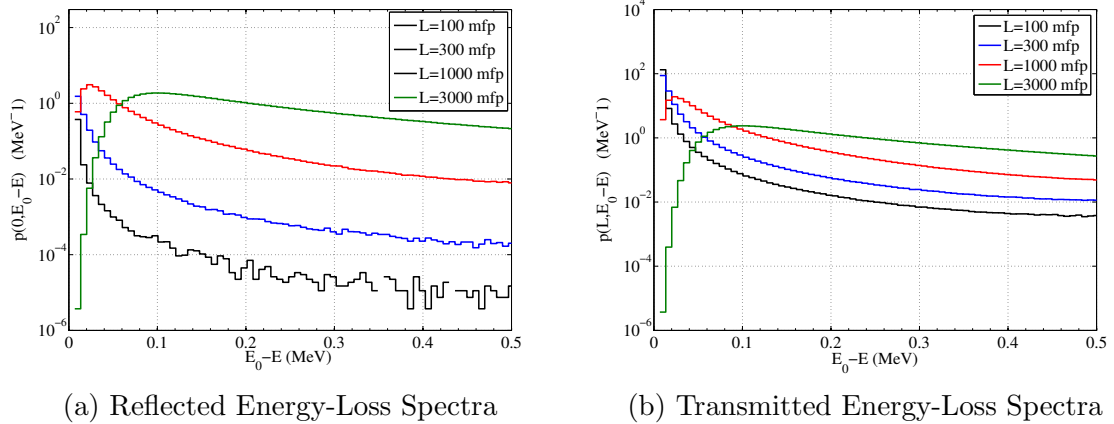 10^2
10^0
10^-2
10^-4
10^-6
p(0,E_0−E) (MeV^−1)
L=100 mfp
L=300 mfp
L=1000 mfp
L=3000 mfp
0 0.1 0.2 0.3 0.4 0.5
E_0−E (MeV)
(a) Reflected Energy-Loss Spectra
10^4
10^2
10^0
10^-2
10^-4
10^-6
p(L,E_0−E) (MeV^−1)
L=100 mfp
L=300 mfp
L=1000 mfp
L=3000 mfp
0 0.1 0.2 0.3 0.4 0.5
E_0−E (MeV)
(b) Transmitted Energy-Loss Spectra